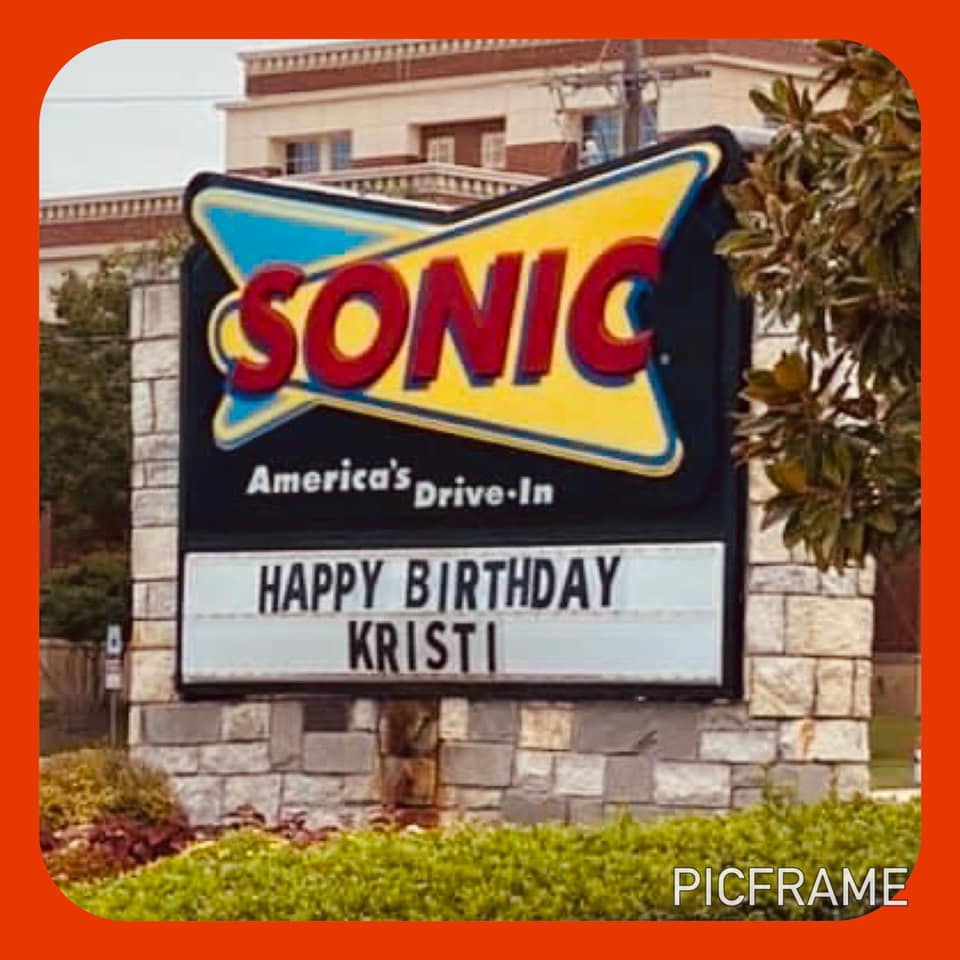 SONIC
America's Drive-In
HAPPY BIRTHDAY
KRISTI
PICFRAME